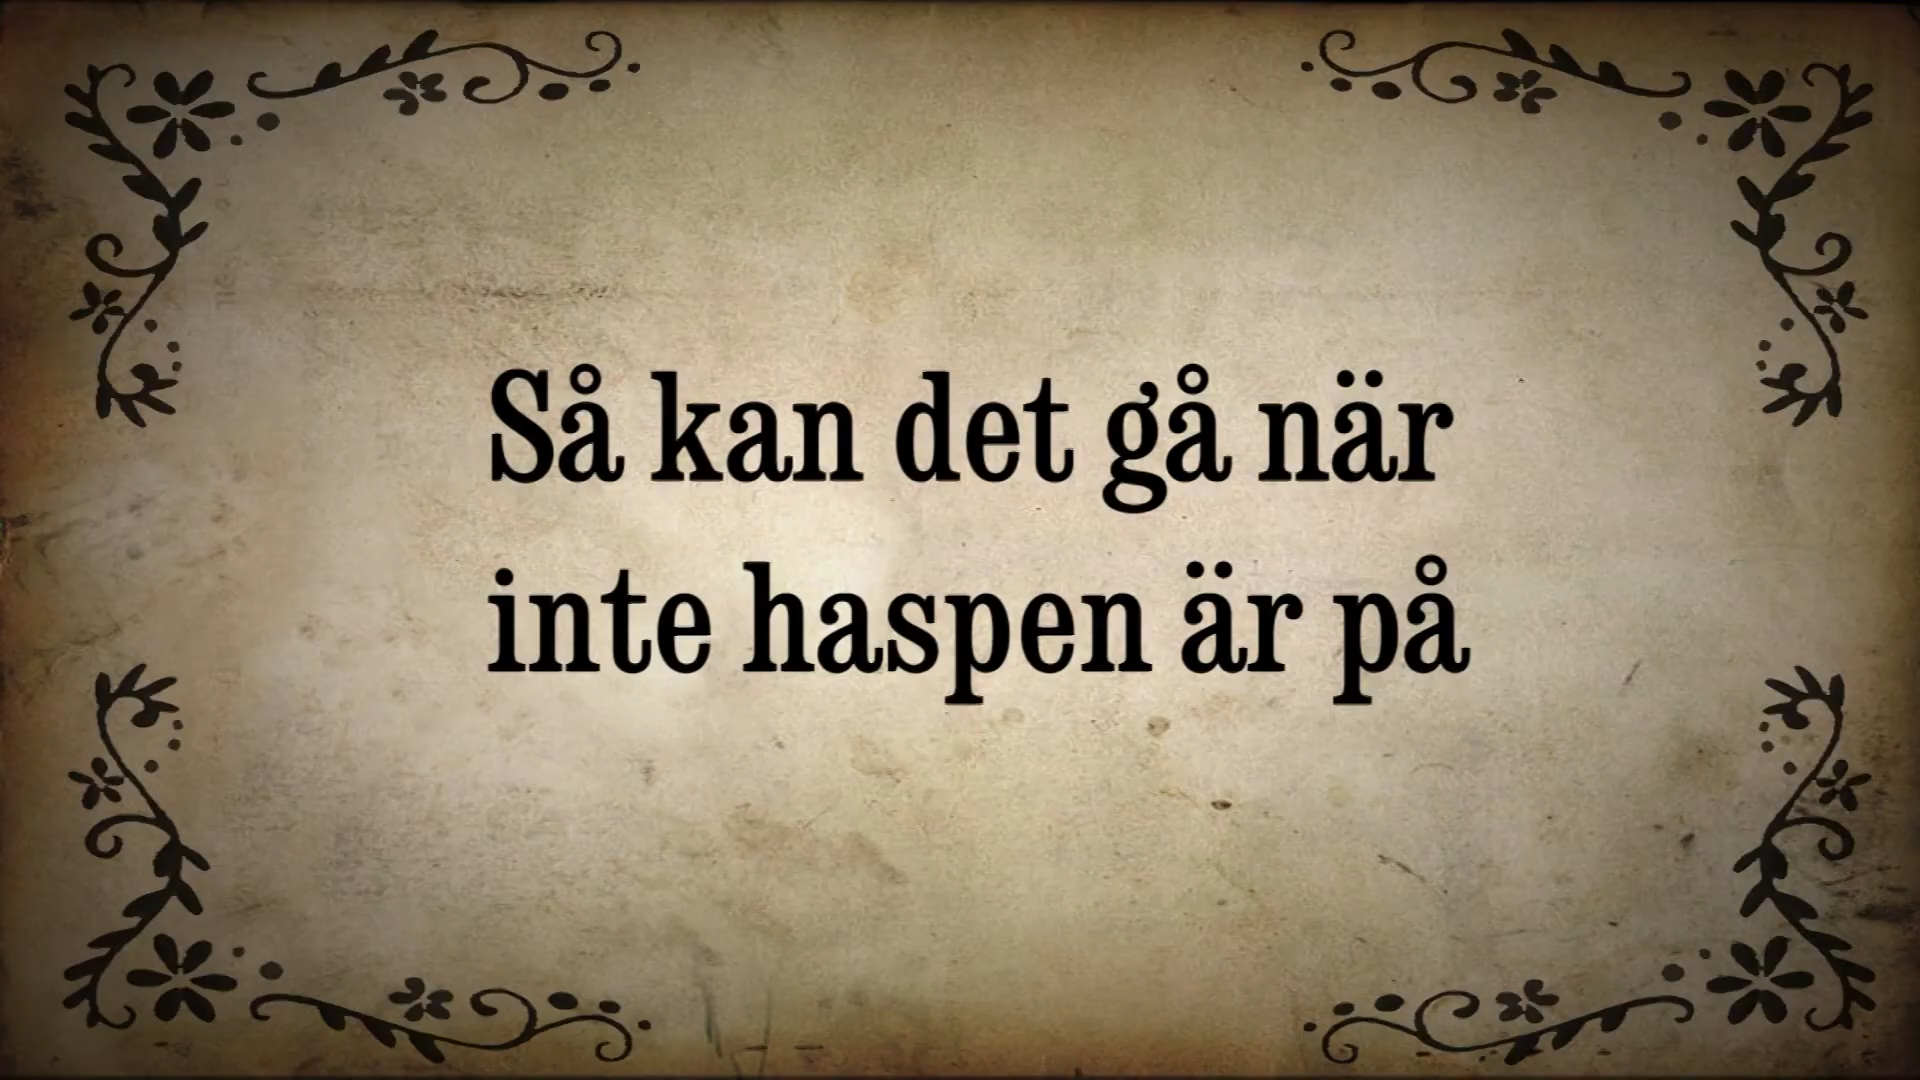 Så kan det gå när
inte haspen är på